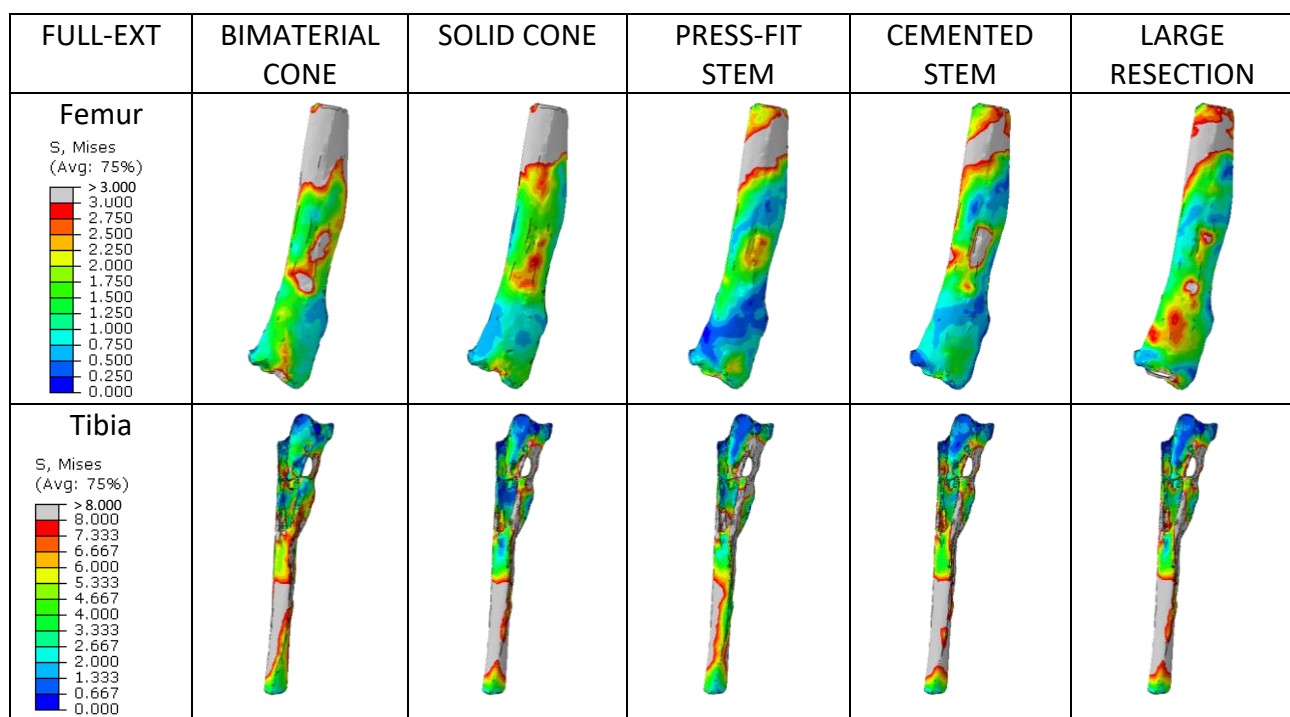 FULL-EXT
BIMATERIAL
CONE
SOLID CONE
PRESS-FIT
STEM
CEMENTED
STEM
LARGE
RESECTION
Femur
S, Mises
(Avg: 75%)
> 3.000
3.000
2.750
2.500
2.250
2.000
1.750
1.500
1.000
0.750
0.500
0.250
0.000
Tibia
S, Mises
(Avg: 75%)
> 8.000
8.000
7.333
6.667
6.000
5.333
4.667
4.000
3.333
2.667
2.000
1.333
0.667
0.000